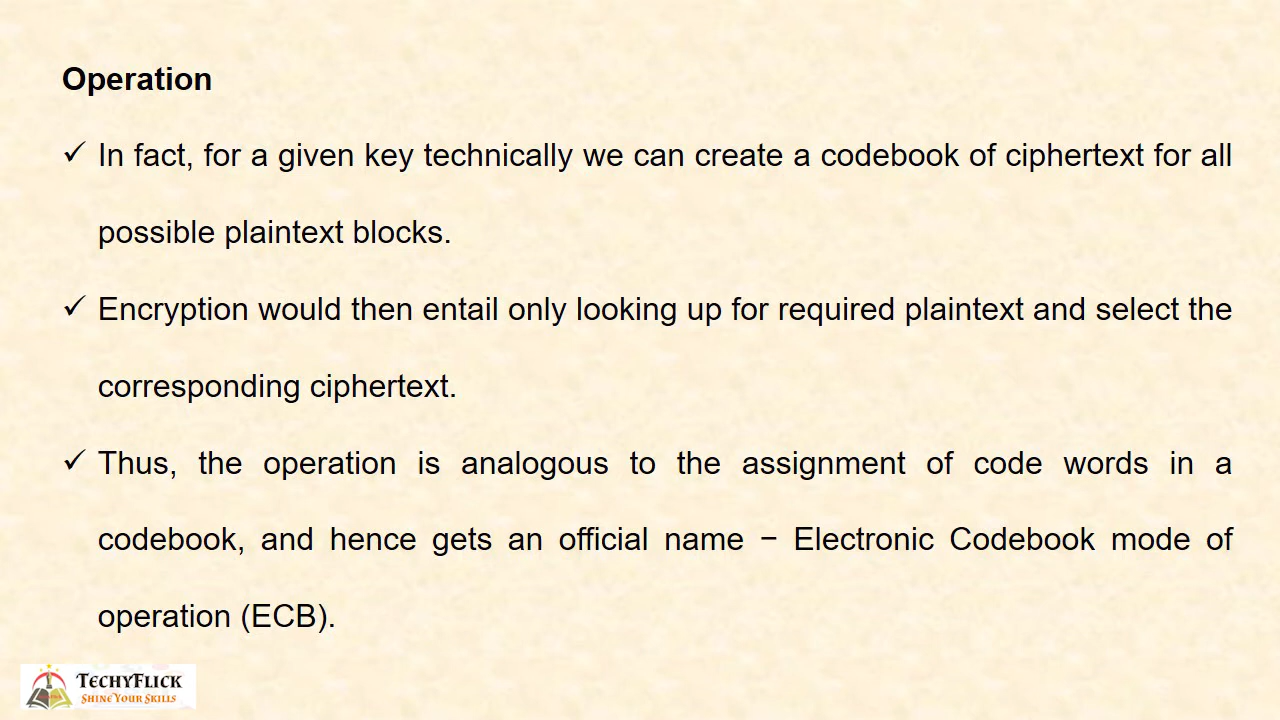 Operation
✓ In fact, for a given key technically we can create a codebook of ciphertext for all
possible plaintext blocks.
✓ Encryption would then entail only looking up for required plaintext and select the
corresponding ciphertext.
✓ Thus, the operation is analogous to the assignment of code words in a
codebook, and hence gets an official name − Electronic Codebook mode of
operation (ECB).
TECHYFLICK
SHINE YOUR SKILLS